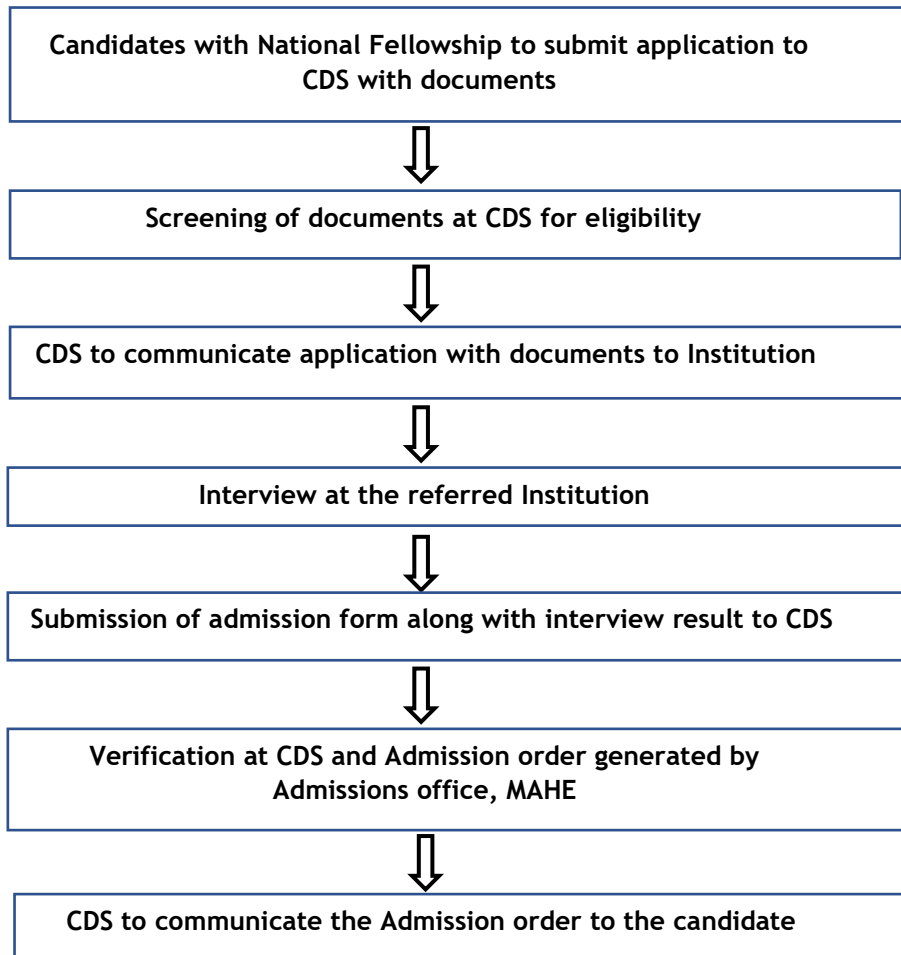 Candidates with National Fellowship to submit application to
CDS with documents
Screening of documents at CDS for eligibility
CDS to communicate application with documents to Institution
Interview at the referred Institution
Submission of admission form along with interview result to CDS
Verification at CDS and Admission order generated by
Admissions office, MAHE
CDS to communicate the Admission order to the candidate